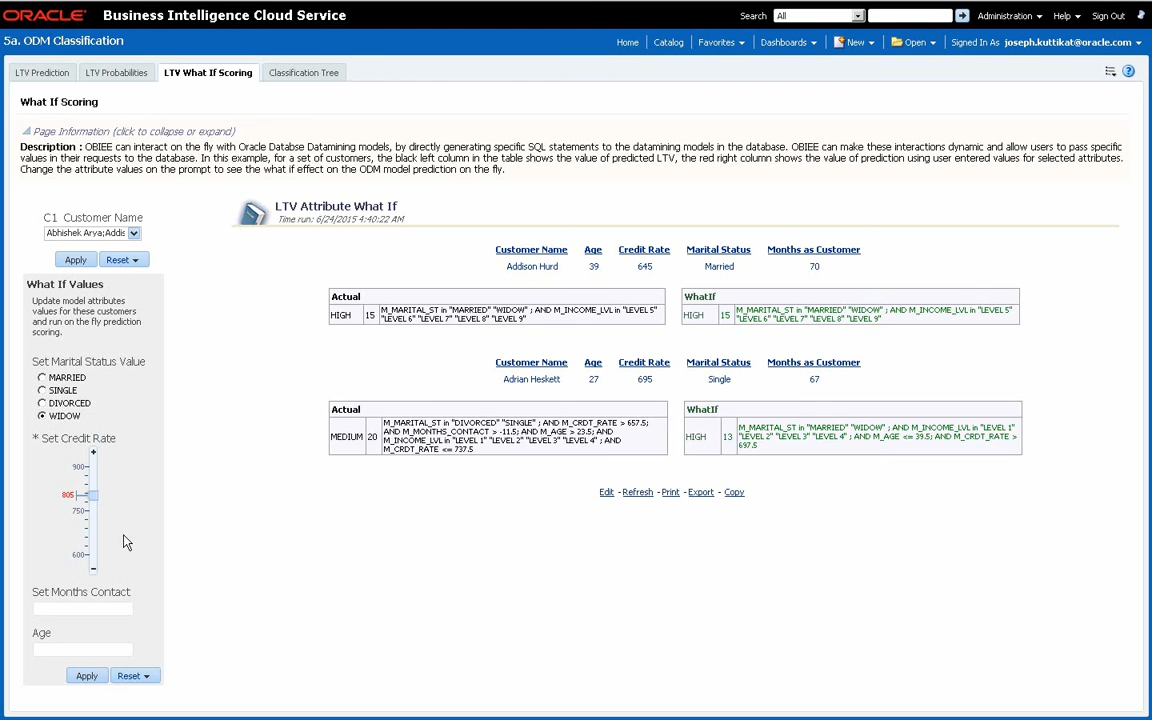 ORACLE® Business Intelligence Cloud Service
Search All Administration Help Sign Out
5a. ODM Classification
Home Catalog Favorites Dashboards New Open Signed In As joseph.kuttikat@oracle.com
LTV Prediction LTV Probabilities LTV What If Scoring Classification Tree
What If Scoring
Page Information (click to collapse or expand)
Description : OBIEE can interact on the fly with Oracle Databse Datamining models, by directly generating specific SQL statements to the datamining models in the database. OBIEE can make these interactions dynamic and allow users to pass specific
values in their requests to the database. In this example, for a set of customers, the black left column in the table shows the value of predicted LTV, the red right column shows the value of prediction using user entered values for selected attributes.
Change the attribute values on the prompt to see the what if effect on the ODM model prediction on the fly.
C1 Customer Name
Abhishek Arya;Addis
Apply Reset
What If Values
Update model attributes
values for these customers
and run on the fly prediction
scoring.
Set Marital Status Value
MARRIED
SINGLE
DIVORCED
WIDOW
* Set Credit Rate
+
900
805
750
600
-
Set Months Contact
Age
Apply Reset
LTV Attribute What If
Time run: 6/24/2015 4:40:22 AM
Customer Name Age Credit Rate Marital Status Months as Customer
Addison Hurd 39 645 Married 70
Actual
HIGH 15 M_MARITAL_ST in "MARRIED" "WIDOW" ; AND M_INCOME_LVL in "LEVEL 5"
"LEVEL 6" "LEVEL 7" "LEVEL 8" "LEVEL 9"
WhatIf
HIGH 15 M_MARITAL_ST in "MARRIED" "WIDOW" ; AND M_INCOME_LVL in "LEVEL 5"
"LEVEL 6" "LEVEL 7" "LEVEL 8" "LEVEL 9"
Customer Name Age Credit Rate Marital Status Months as Customer
Adrian Heskett 27 695 Single 67
Actual
MEDIUM 20 M_MARITAL_ST in "DIVORCED" "SINGLE" ; AND M_CRDT_RATE > 657.5;
AND M_MONTHS_CONTACT > -11.5; AND M_AGE > 23.5; AND
M_INCOME_LVL in "LEVEL 1" "LEVEL 2" "LEVEL 3" "LEVEL 4" ; AND
M_CRDT_RATE <= 737.5
WhatIf
HIGH 13 M_MARITAL_ST in "MARRIED" "WIDOW" ; AND M_INCOME_LVL in "LEVEL 1"
"LEVEL 2" "LEVEL 3" "LEVEL 4" ; AND M_AGE <= 39.5; AND M_CRDT_RATE >
697.5
Edit - Refresh - Print - Export - Copy